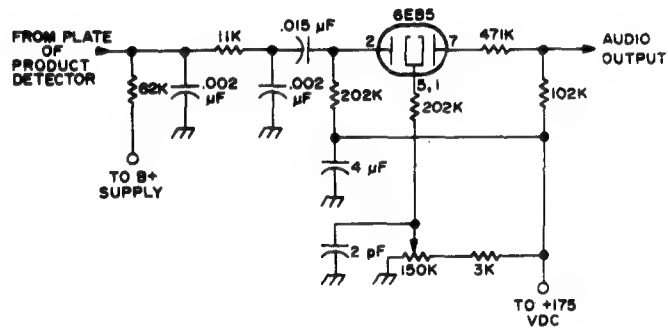 FROM PLATE
OF
PRODUCT
DETECTOR
11K
.015 µF
6EB5
2
7
471K
AUDIO
OUTPUT
62K
.002
µF
.002
µF
202K
5,1
202K
102K
TO B+
SUPPLY
4 µF
2 pF
150K
3K
TO +175
VDC